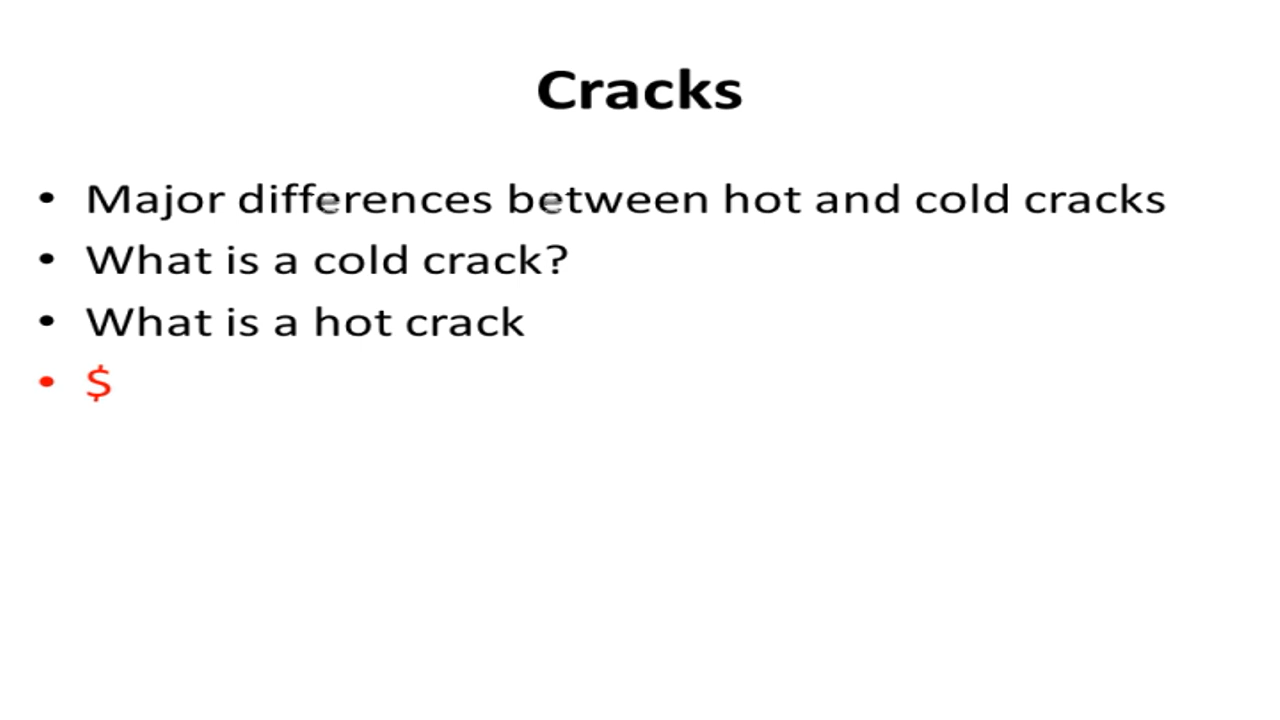 Cracks
• Major differences between hot and cold cracks
• What is a cold crack?
• What is a hot crack
• $